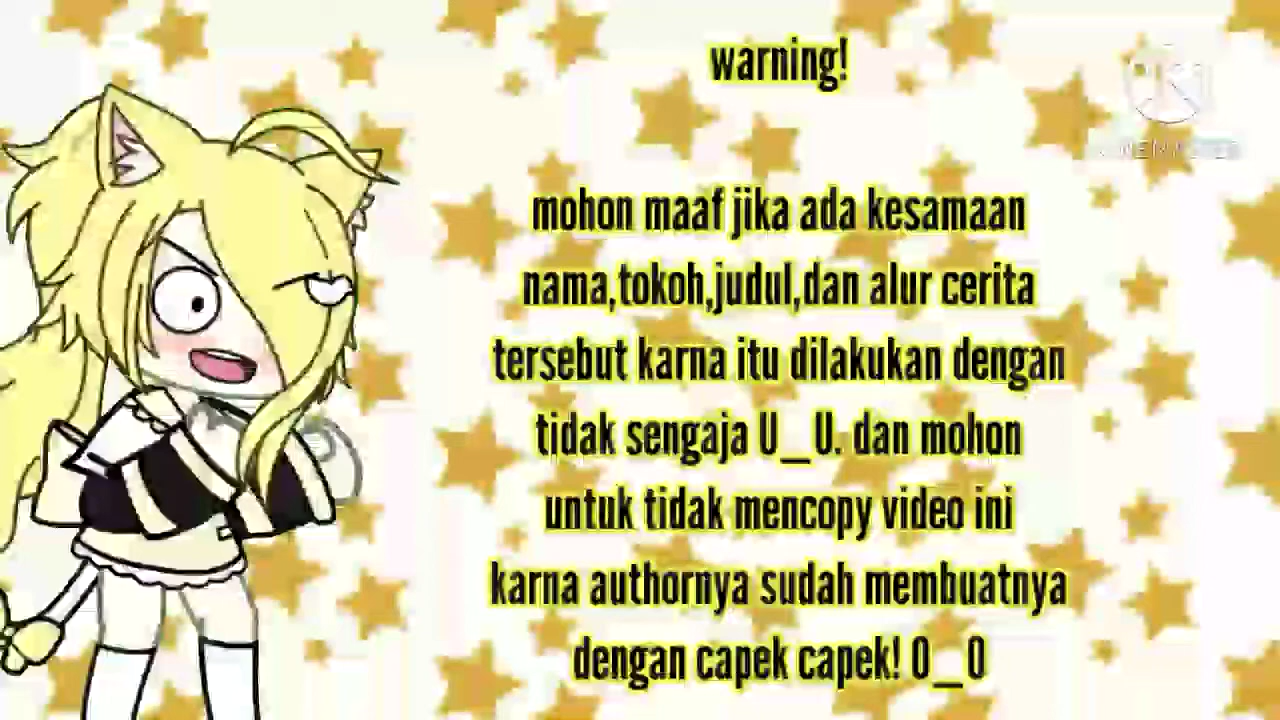 warning!
mohon maaf jika ada kesamaan
nama,tokoh,judul,dan alur cerita
tersebut karna itu dilakukan dengan
tidak sengaja U_U. dan mohon
untuk tidak mencopy video ini
karna authornya sudah membuatnya
dengan capek capek! O_O